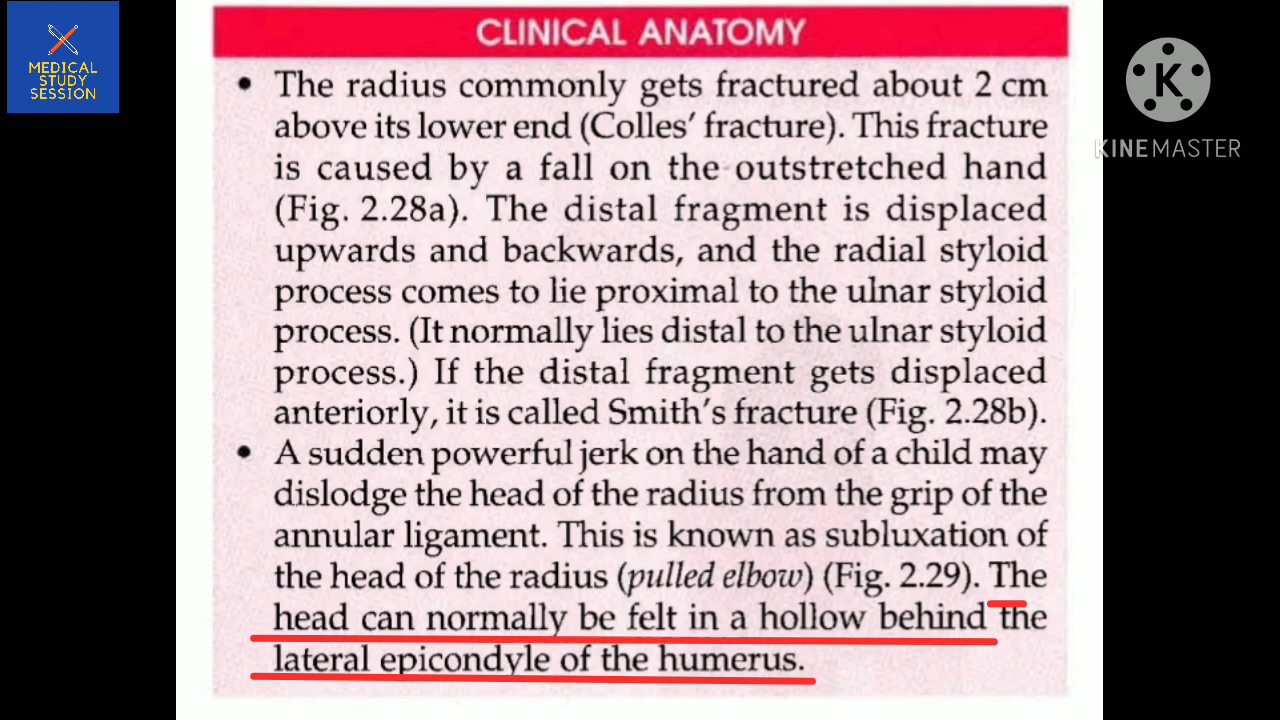 MEDICAL
STUDY
SESSION
K
KINEMASTER
CLINICAL ANATOMY
• The radius commonly gets fractured about 2 cm
above its lower end (Colles' fracture). This fracture
is caused by a fall on the outstretched hand
(Fig. 2.28a). The distal fragment is displaced
upwards and backwards, and the radial styloid
process comes to lie proximal to the ulnar styloid
process. (It normally lies distal to the ulnar styloid
process.) If the distal fragment gets displaced
anteriorly, it is called Smith's fracture (Fig. 2.28b).
• A sudden powerful jerk on the hand of a child may
dislodge the head of the radius from the grip of the
annular ligament. This is known as subluxation of
the head of the radius (pulled elbow) (Fig. 2.29). The
head can normally be felt in a hollow behind the
lateral epicondyle of the humerus.